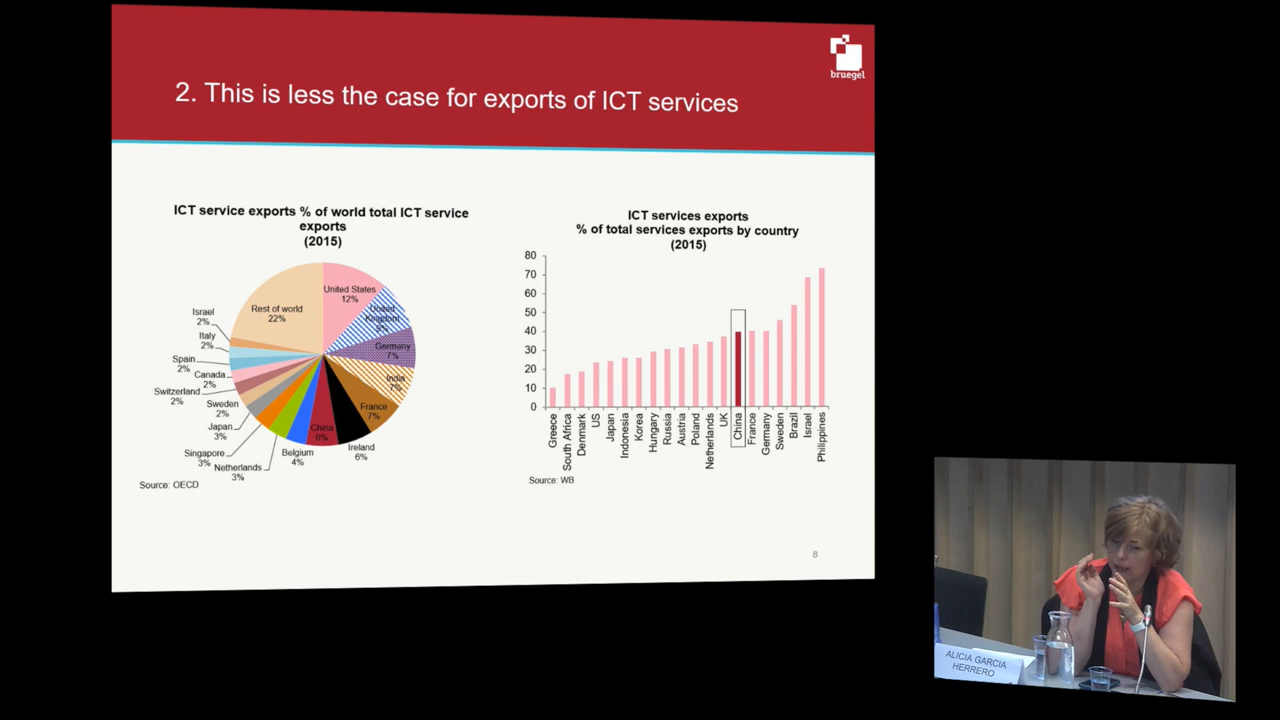 2. This is less the case for exports of ICT services
bruegel
ICT service exports % of world total ICT service
exports
(2015)
United States
12%
United
Kingdom
8%
Germany
7%
India
7%
France
7%
Ireland
6%
China
6%
Belgium
4%
Netherlands
3%
Singapore
3%
Japan
3%
Sweden
2%
Switzerland
2%
Canada
2%
Spain
2%
Italy
2%
Israel
2%
Rest of world
22%
Source: OECD
ICT services exports
% of total services exports by country
(2015)
80
70
60
50
40
30
20
10
0
Greece
South Africa
Denmark
US
Japan
Indonesia
Korea
Hungary
Russia
Austria
Poland
Netherlands
UK
China
France
Germany
Sweden
Brazil
Israel
Philippines
Source: WB
8
ALICIA GARCIA
HERRERO